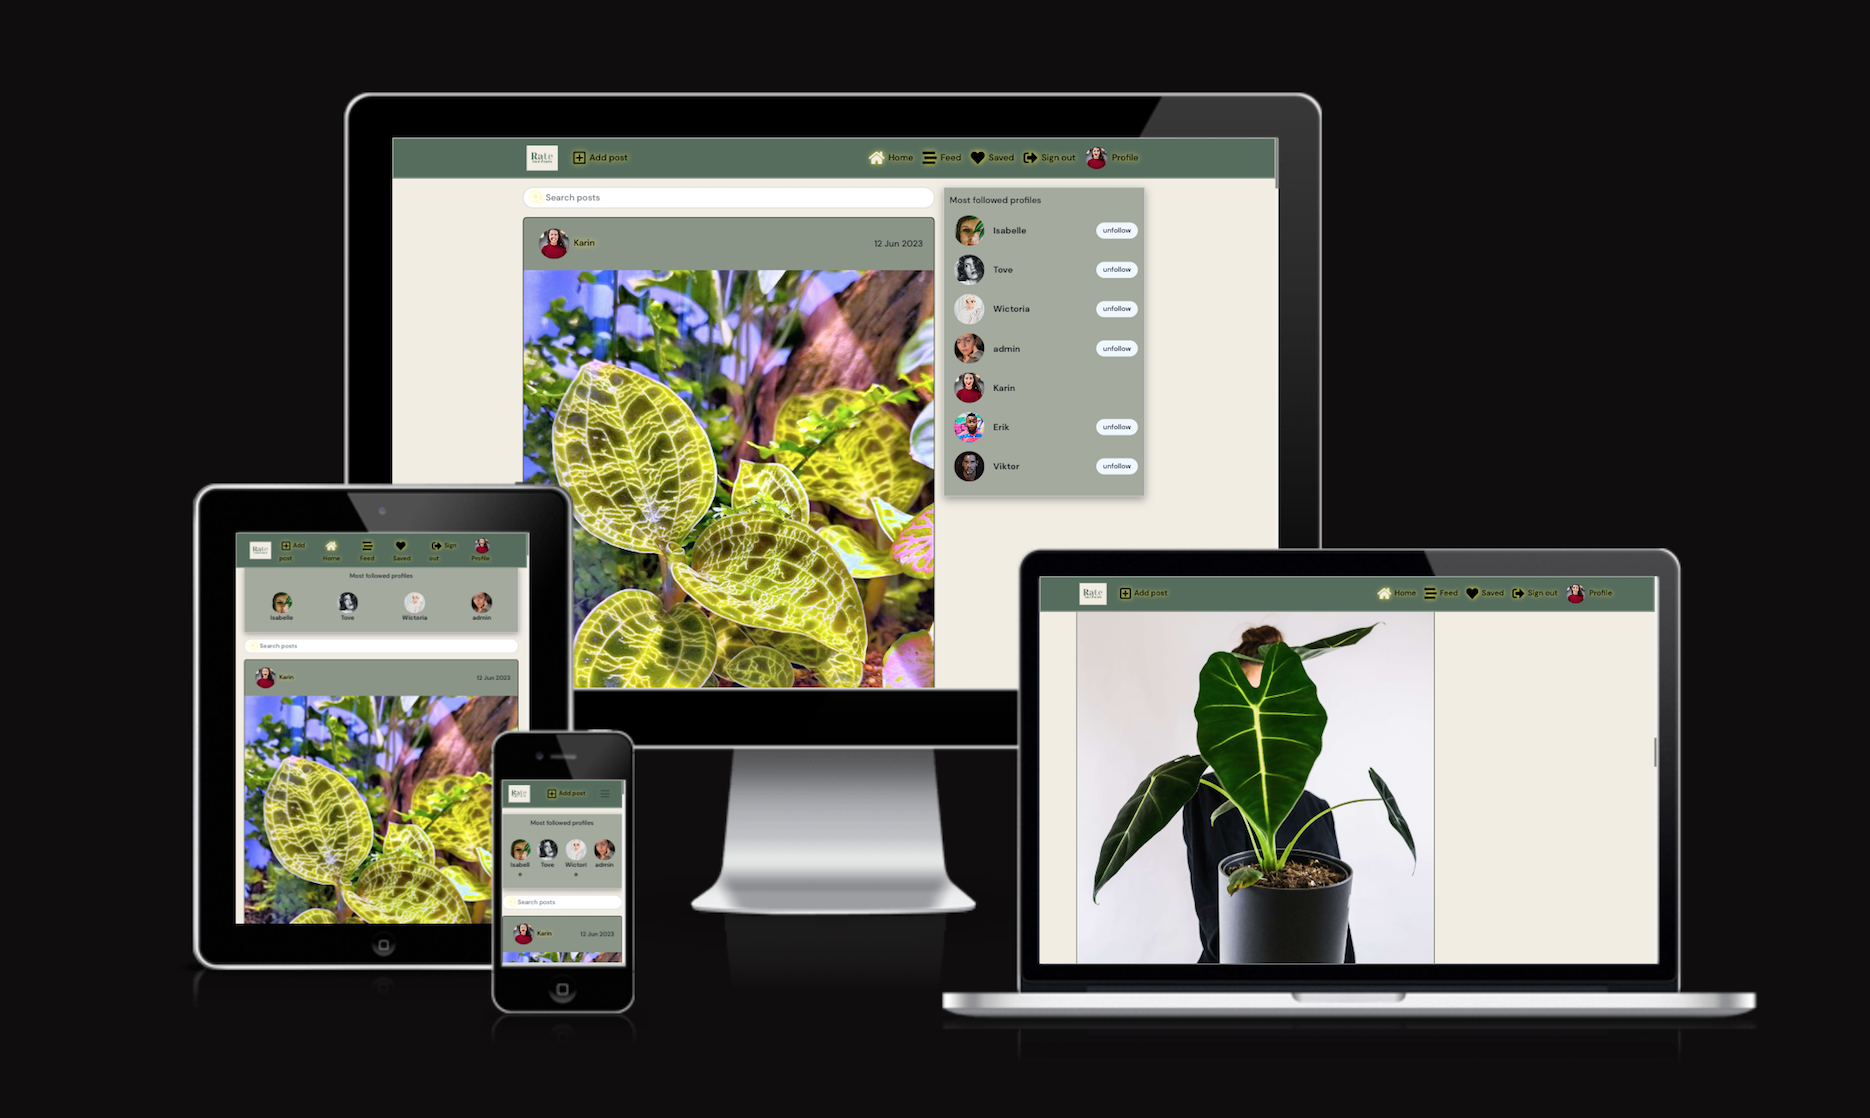 Rate
Add post
Home
Feed
Saved
Sign out
Profile
Search posts
Karin
12 Jun 2023
Most followed profiles
Isabelle
unfollow
Tove
unfollow
Wictoria
unfollow
admin
unfollow
Karin
Erik
unfollow
Viktor
unfollow
Rate
Add
post
Home
Feed
Saved
Sign
out
Profile
Most followed profiles
Isabelle
Tove
Wictoria
admin
Search posts
Karin
12 Jun 2023
Rate
Add post
Most followed profiles
Isabell
e
Tove
Wictori
a
admin
Search posts
Karin
12 Jun 2023
Rate
Add post
Home
Feed
Saved
Sign out
Profile